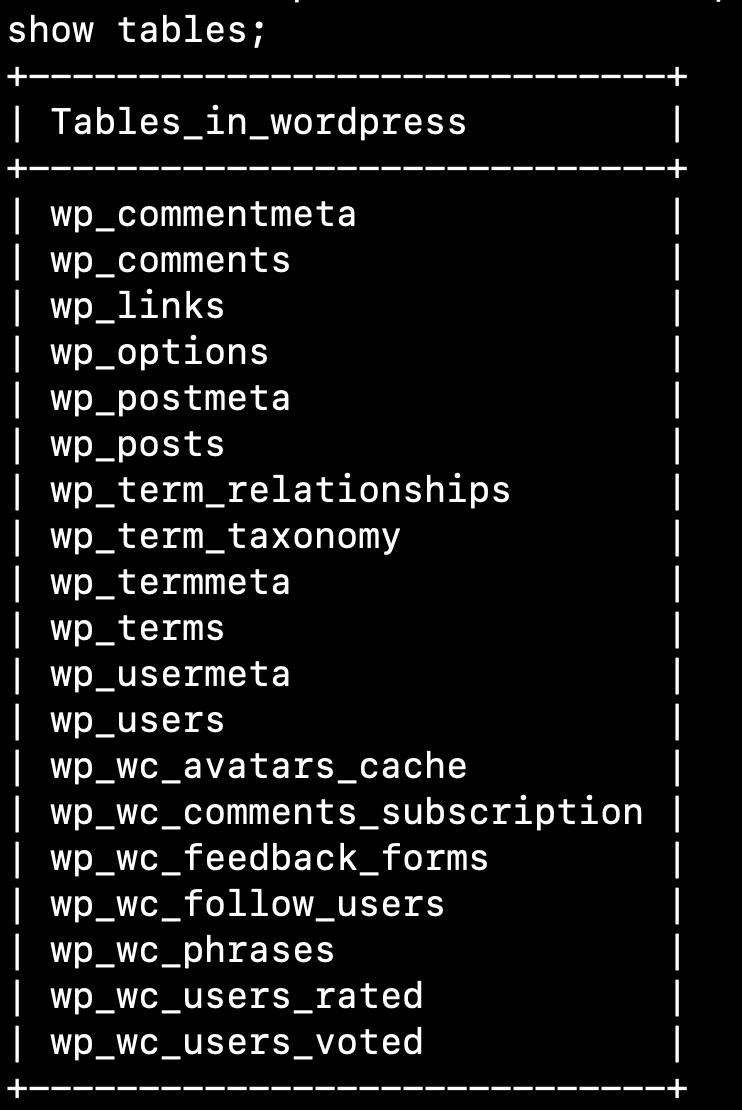 show tables;
+-----------------------------+
| Tables_in_wordpress         |
+-----------------------------+
| wp_commentmeta              |
| wp_comments                 |
| wp_links                    |
| wp_options                  |
| wp_postmeta                 |
| wp_posts                    |
| wp_term_relationships       |
| wp_term_taxonomy            |
| wp_termmeta                 |
| wp_terms                    |
| wp_usermeta                 |
| wp_users                    |
| wp_wc_avatars_cache         |
| wp_wc_comments_subscription |
| wp_wc_feedback_forms        |
| wp_wc_follow_users          |
| wp_wc_phrases               |
| wp_wc_users_rated           |
| wp_wc_users_voted           |
+-----------------------------+